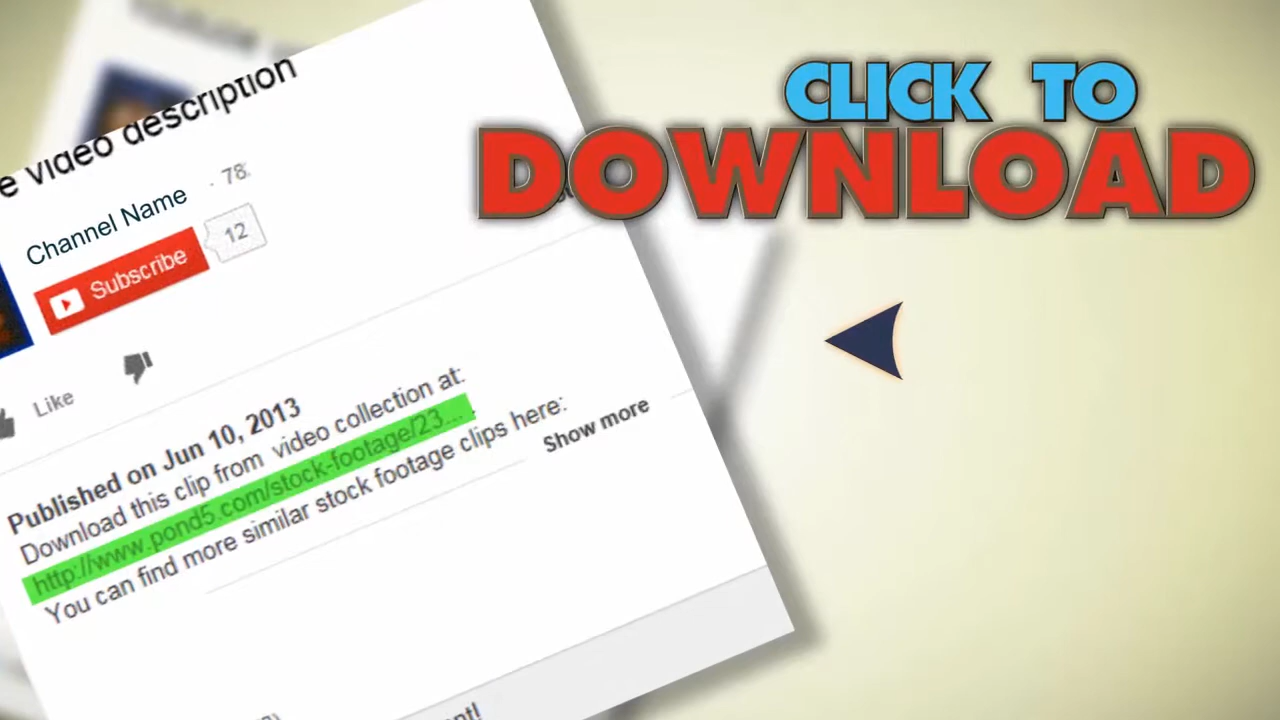 CLICK TO
DOWNLOAD
e video description
Channel Name · 78
Subscribe 12
Like
Published on Jun 10, 2013
Download this clip from video collection at:
http://www.pond5.com/stock-footage/23... .
You can find more similar stock footage clips here:
Show more